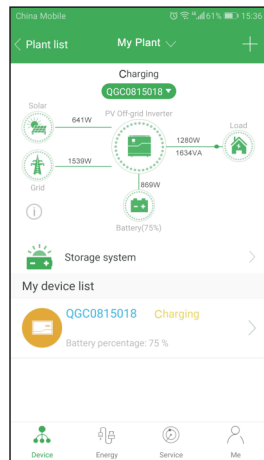 China Mobile 61% 15:36
Plant list My Plant
Charging
QGC0815018
Solar PV Off-grid Inverter Load
641W
1280W
1634VA
1539W
Grid
869W
Battery(75%)
Storage system
My device list
QGC0815018 Charging
Battery percentage: 75 %
Device Energy Service Me